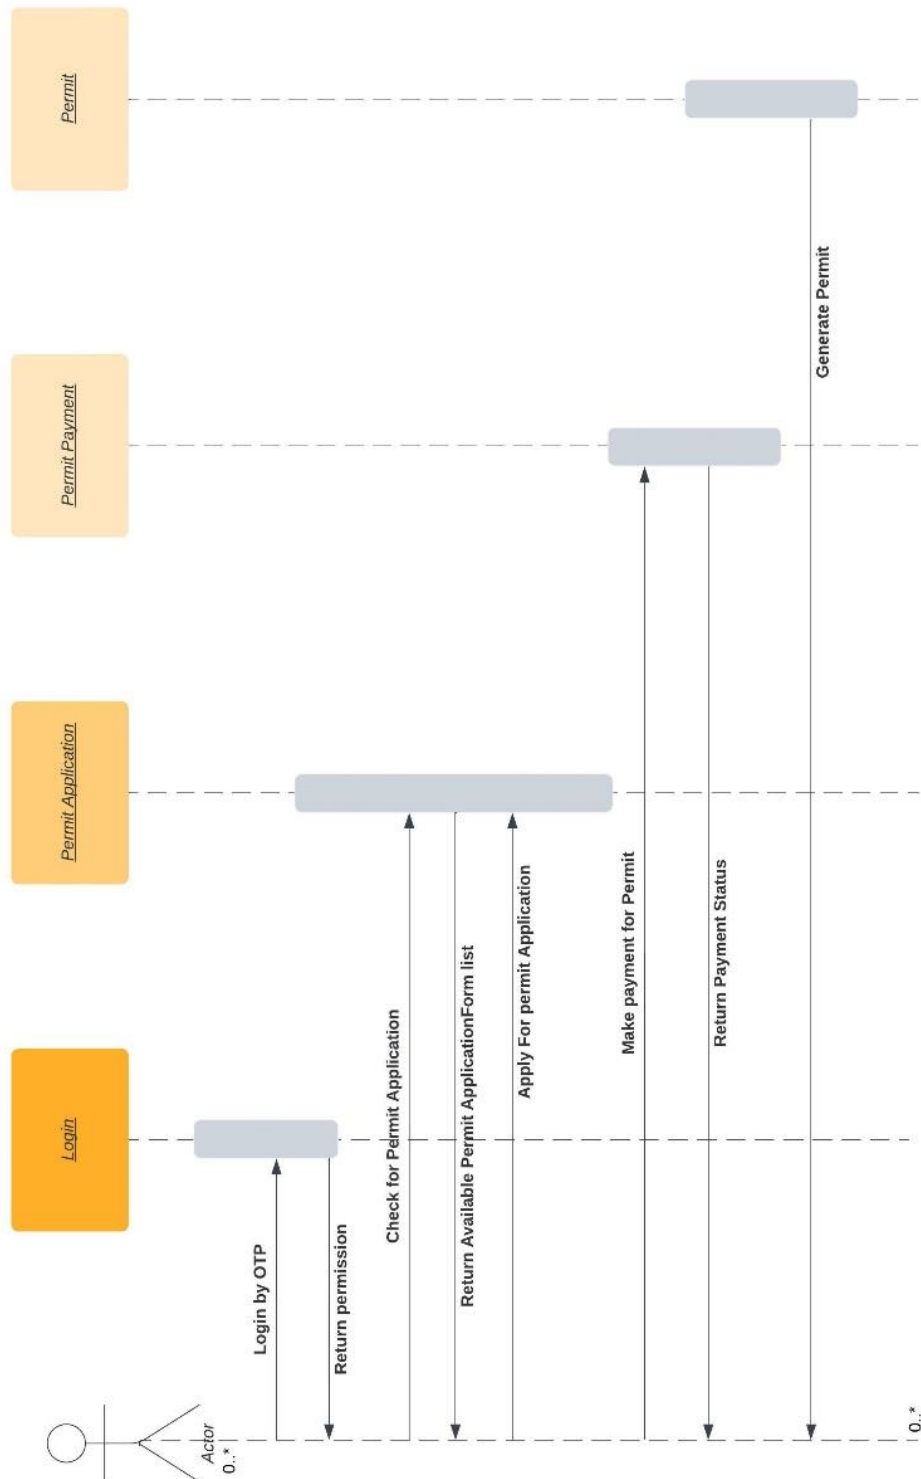 Actor
0..*
Login
Permit Application
Permit Payment
Permit
Login by OTP
Return permission
Check for Permit Application
Return Available Permit ApplicationForm list
Apply For permit Application
Make payment for Permit
Return Payment Status
Generate Permit
0..*